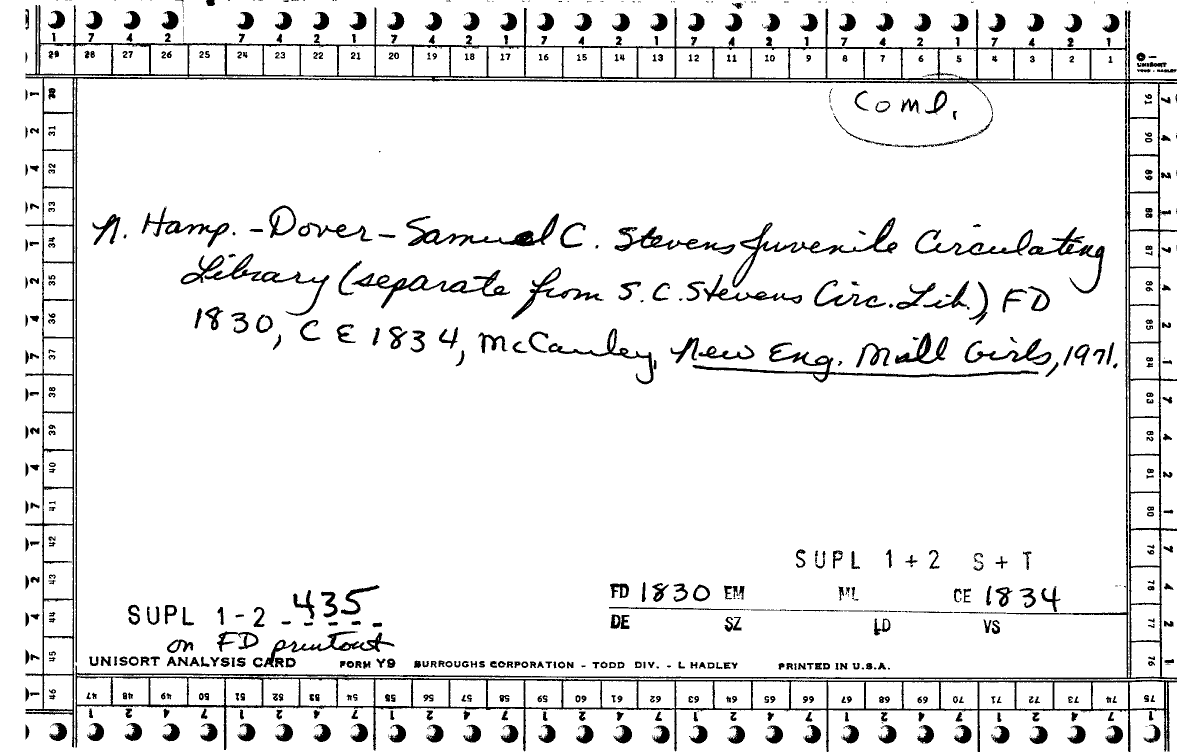 1 7 4 2 7 4 2 1 7 4 2 1 7 4 2 1 7 4 2 1 7 4 2 1 7 4 2 1
29 28 27 26 25 24 23 22 21 20 19 18 17 16 15 14 13 12 11 10 9 8 7 6 5 4 3 2 1
UNISORT
TODD - HADLEY
Coml.
N. Hamp. - Dover - Samuel C. Stevens Juvenile Circulating
Library (separate from S. C. Stevens Circ. Lib.), FD
1830, CE 1834, McCauley, New Eng. Mill Girls, 1971.
SUPL 1 + 2 S + T
FD 1830 EM ML CE 1834
DE SZ LD VS
SUPL 1 - 2 - 435
on FD printout
UNISORT ANALYSIS CARD FORM Y9 BURROUGHS CORPORATION - TODD DIV. - L HADLEY PRINTED IN U.S.A.
30 31 32 33 34 35 36 37 38 39 40 41 42 43 44 45 46
91 90 89 88 87 86 85 84 83 82 81 80 79 78 77 76
47 48 49 50 51 52 53 54 55 56 57 58 59 60 61 62 63 64 65 66 67 68 69 70 71 72 73 74 75
1 2 4 7 1 2 4 7 1 2 4 7 1 2 4 7 1 2 4 7 1 2 4 7 1 2 4 7 1